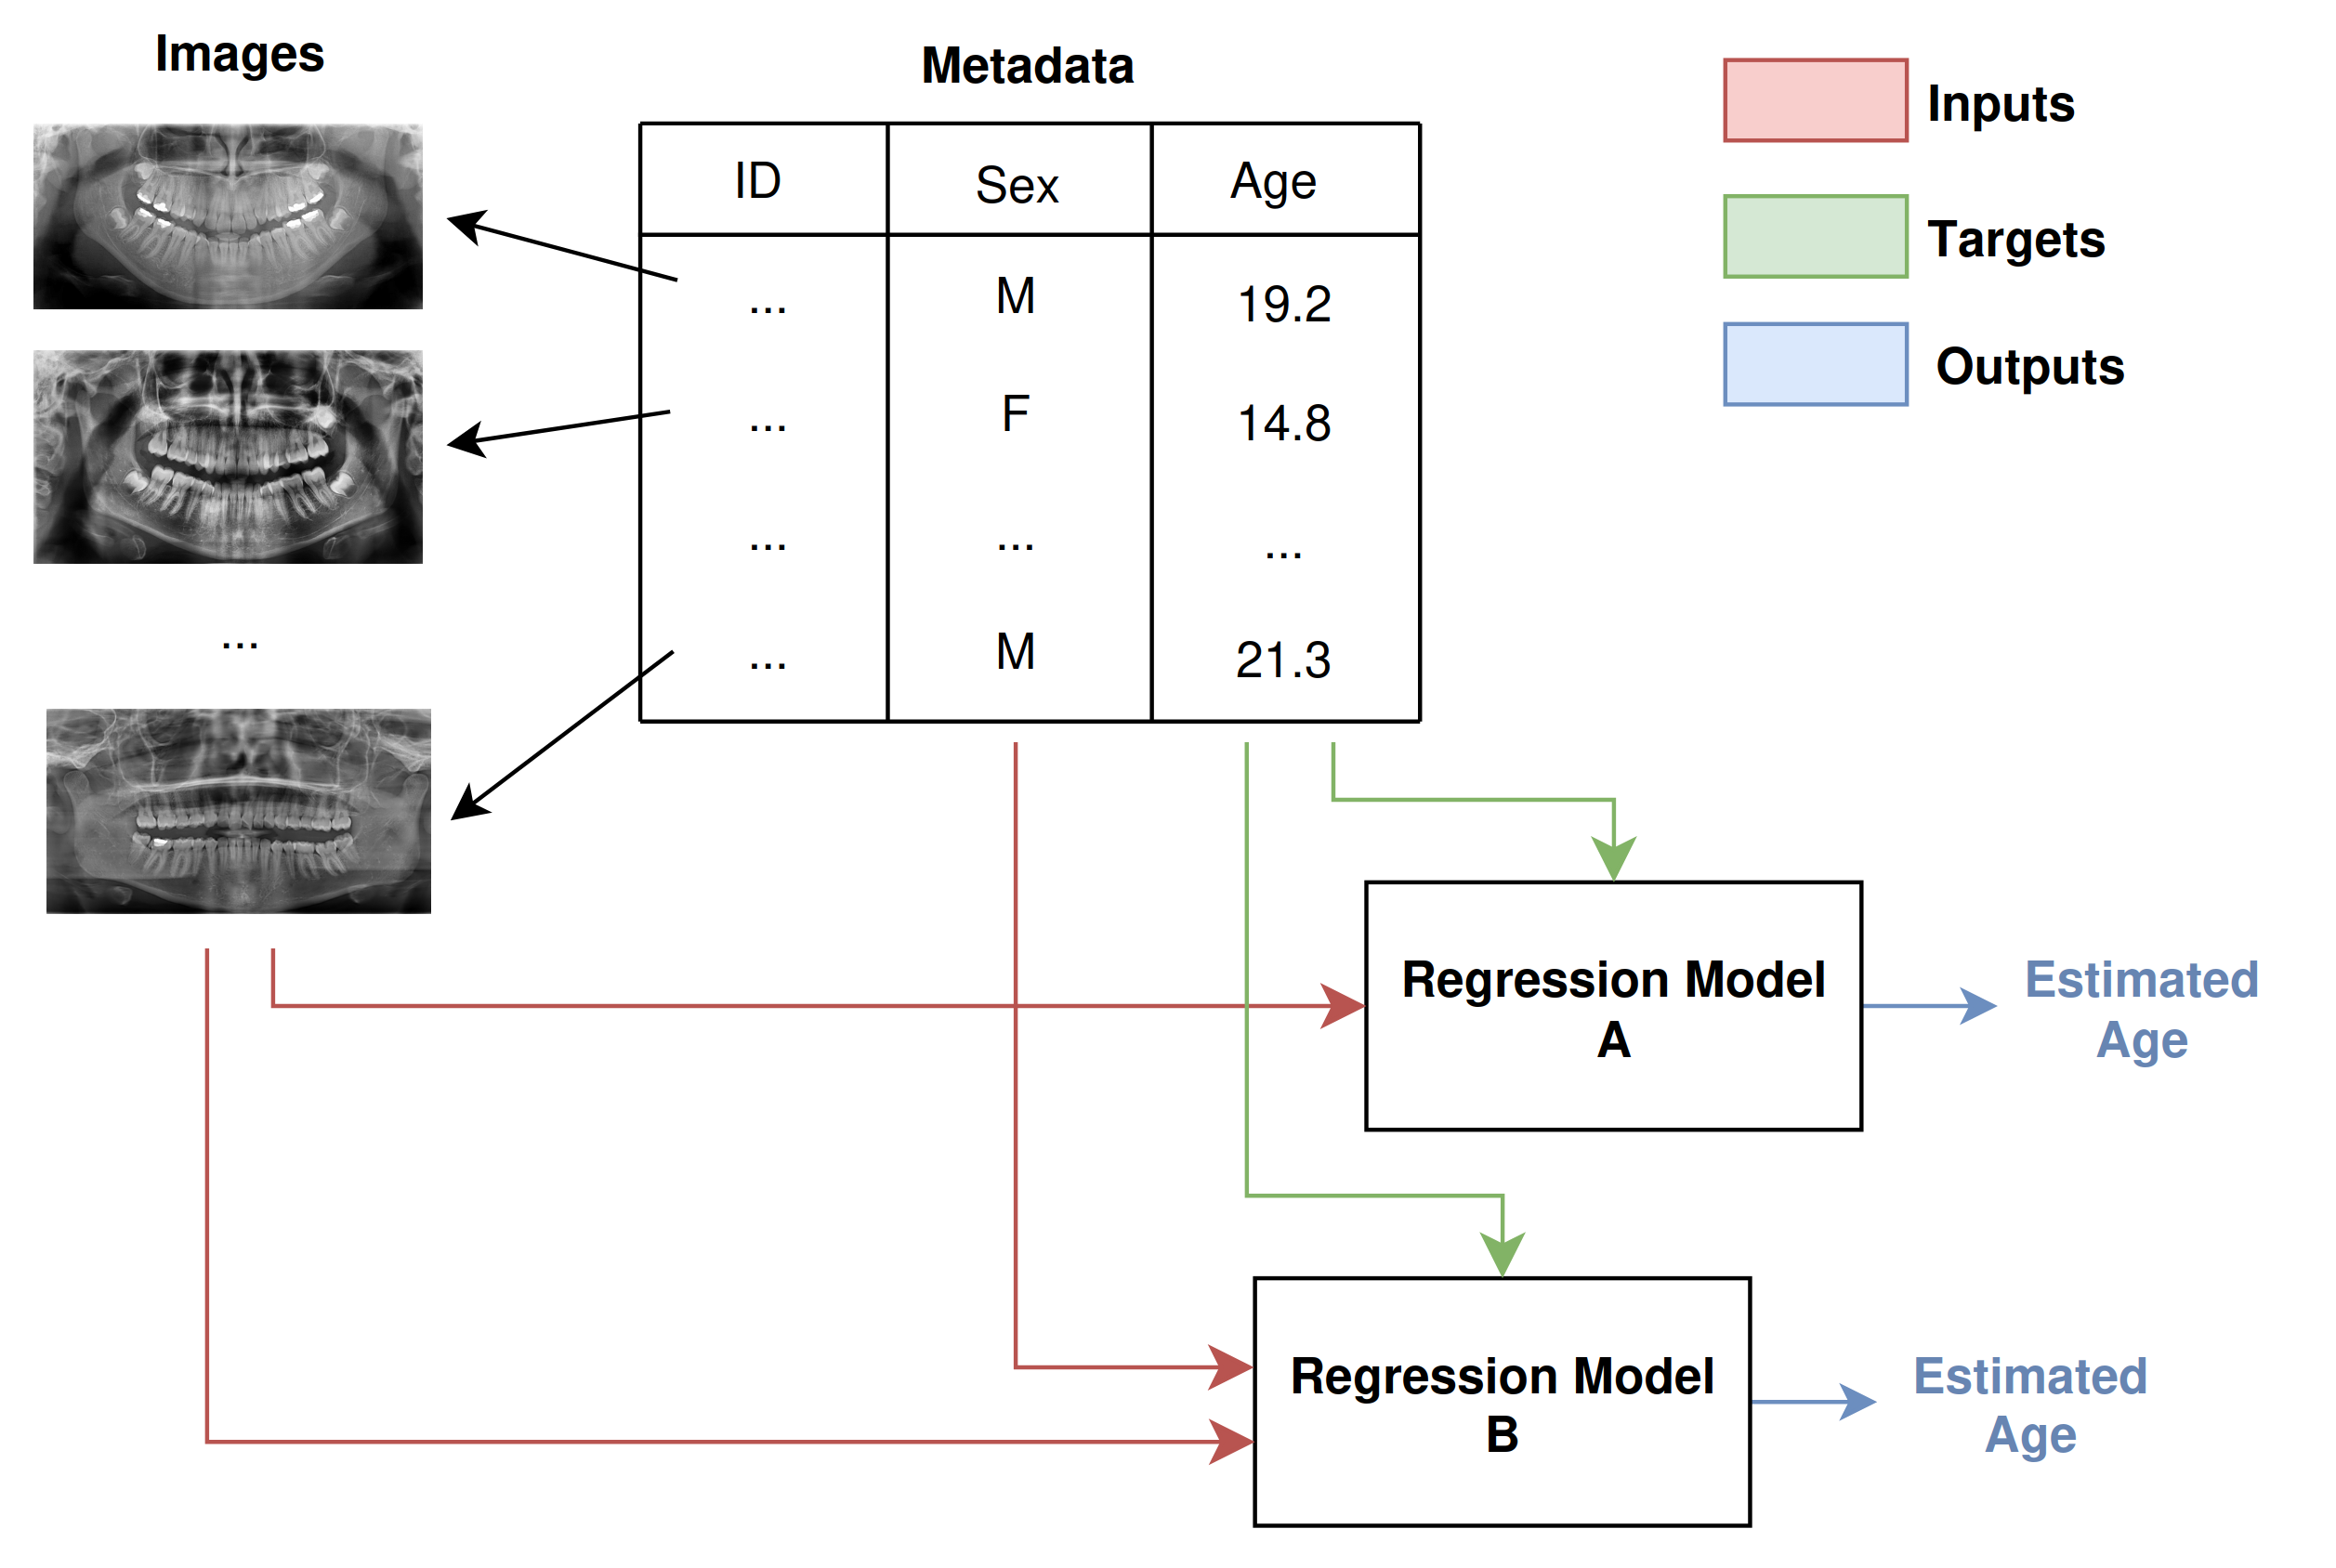 Images
Metadata
Inputs
Targets
Outputs
ID Sex Age
... M 19.2
... F 14.8
... ... ...
... M 21.3
...
Regression Model
A
Estimated
Age
Regression Model
B
Estimated
Age